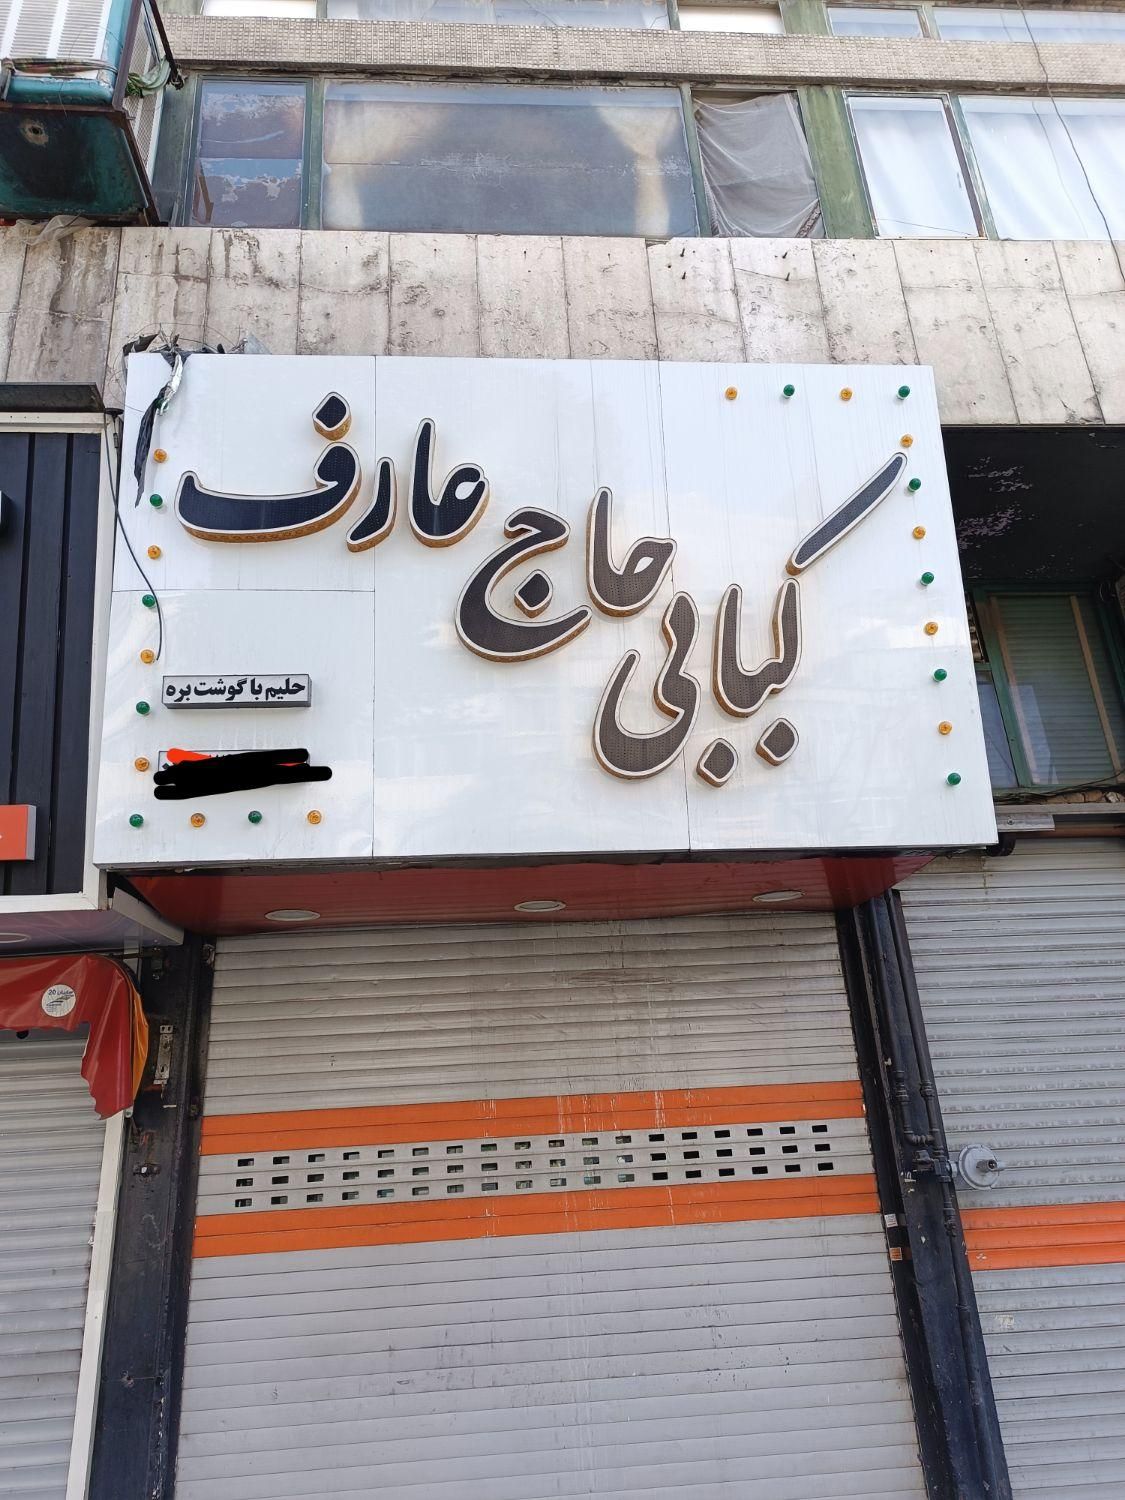 کبابی حاج عارف
حلیم با گوشت بره